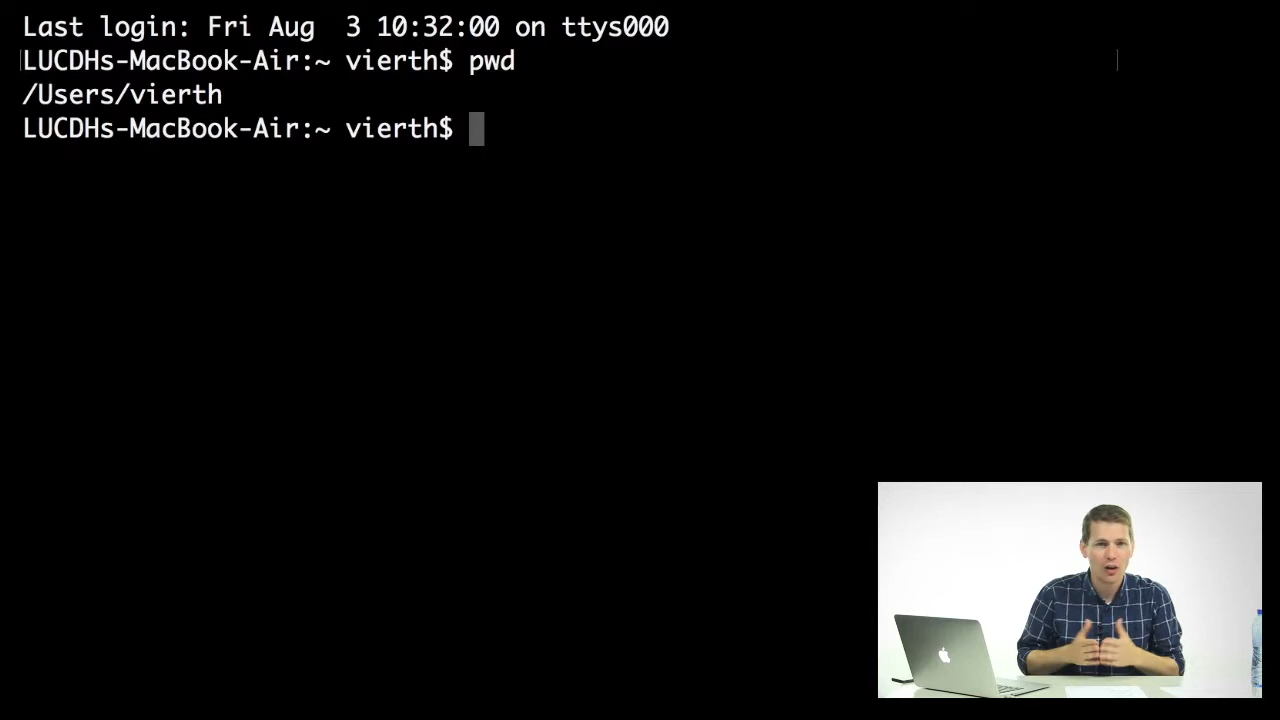 Last login: Fri Aug  3 10:32:00 on ttys000
LUCDHs-MacBook-Air:~ vierth$ pwd
/Users/vierth
LUCDHs-MacBook-Air:~ vierth$